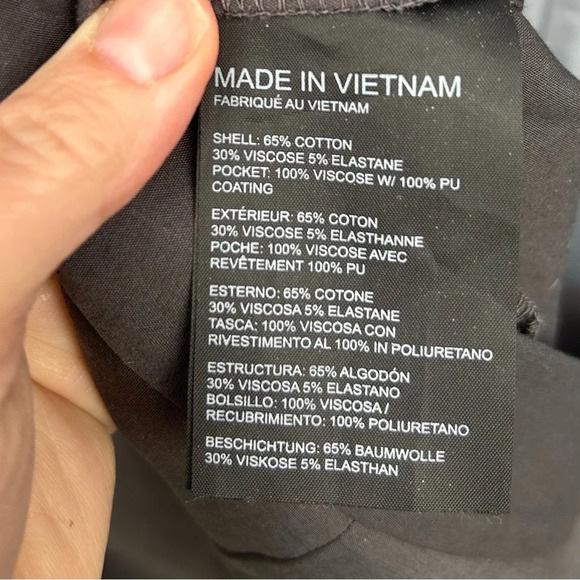 MADE IN VIETNAM
FABRIQUÉ AU VIETNAM
SHELL: 65% COTTON
30% VISCOSE 5% ELASTANE
POCKET: 100% VISCOSE W/ 100% PU
COATING
EXTÉRIEUR: 65% COTON
30% VISCOSE 5% ELASTHANNE
POCHE: 100% VISCOSE AVEC
REVÊTEMENT 100% PU
ESTERNO: 65% COTONE
30% VISCOSA 5% ELASTANE
TASCA: 100% VISCOSA CON
RIVESTIMENTO AL 100% IN POLIURETANO
ESTRUCTURA: 65% ALGODÓN
30% VISCOSA 5% ELASTANO
BOLSILLO: 100% VISCOSA /
RECUBRIMIENTO: 100% POLIURETANO
BESCHICHTUNG: 65% BAUMWOLLE
30% VISKOSE 5% ELASTHAN